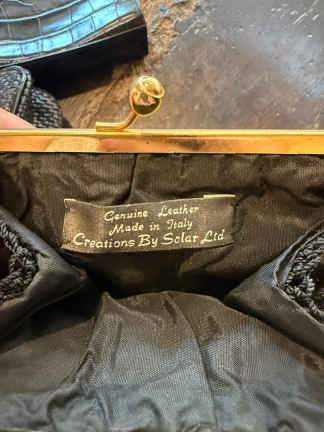 Genuine Leather
Made in Italy
Creations By Solar Ltd